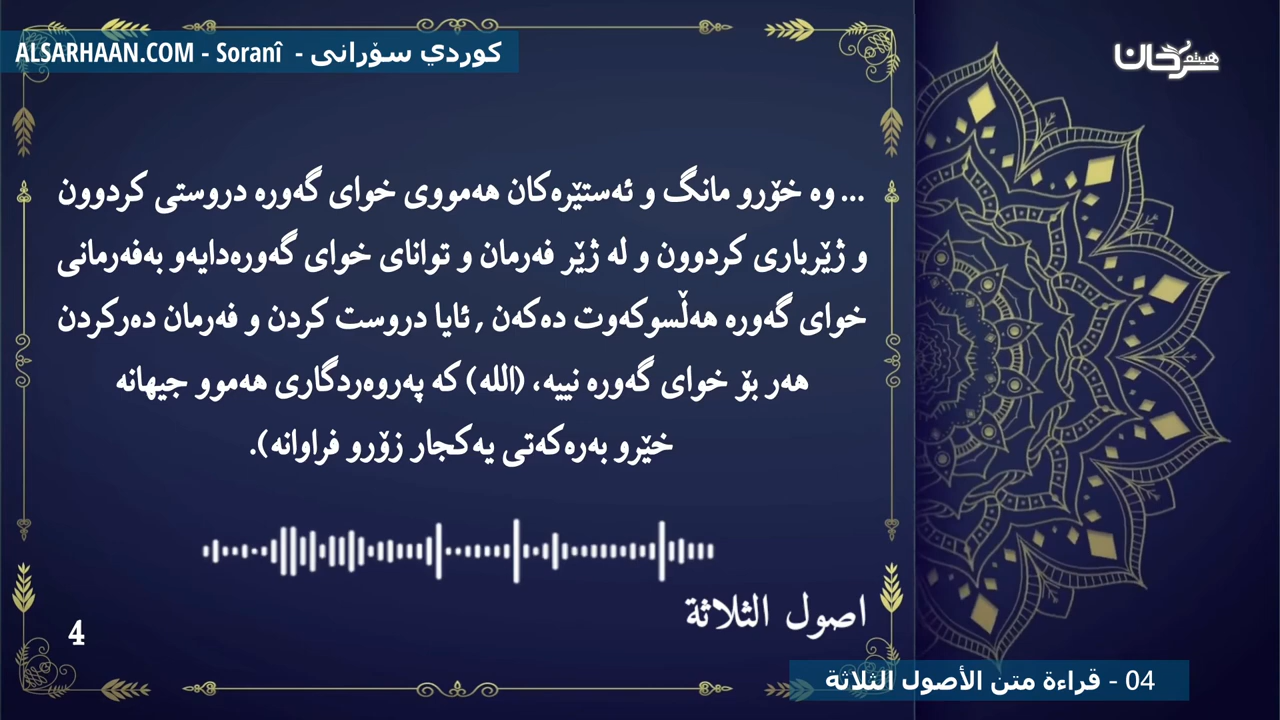 ALSARHAAN.COM - Soranî - كوردي سۆرانی
هيثم سرحان
... وە خۆرو مانگ و ئەستێرەکان هەمووی خوای گەورە دروستی کردوون
و ژێرباری کردوون و لە ژێر فەرمان و توانای خوای گەورەدایەو بەفەرمانی
خوای گەورە هەڵسوکەوت دەکەن , ئایا دروست کردن و فەرمان دەرکردن
هەر بۆ خوای گەورە نییە، (الله) کە پەروەردگاری هەموو جیهانە
خێرو بەرەکەتی یەکجار زۆرو فراوانە).
اصول الثلاثة
4
04 - قراءة متن الأصول الثلاثة